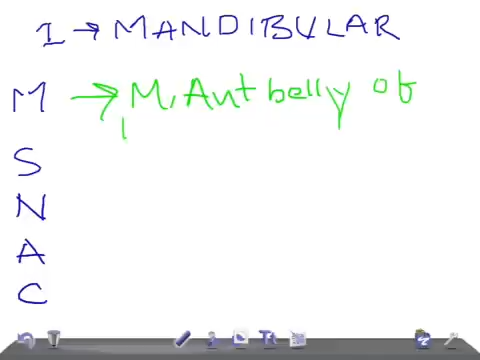 I → MANDIBULAR
M → M, Ant belly of
S
N
A
C